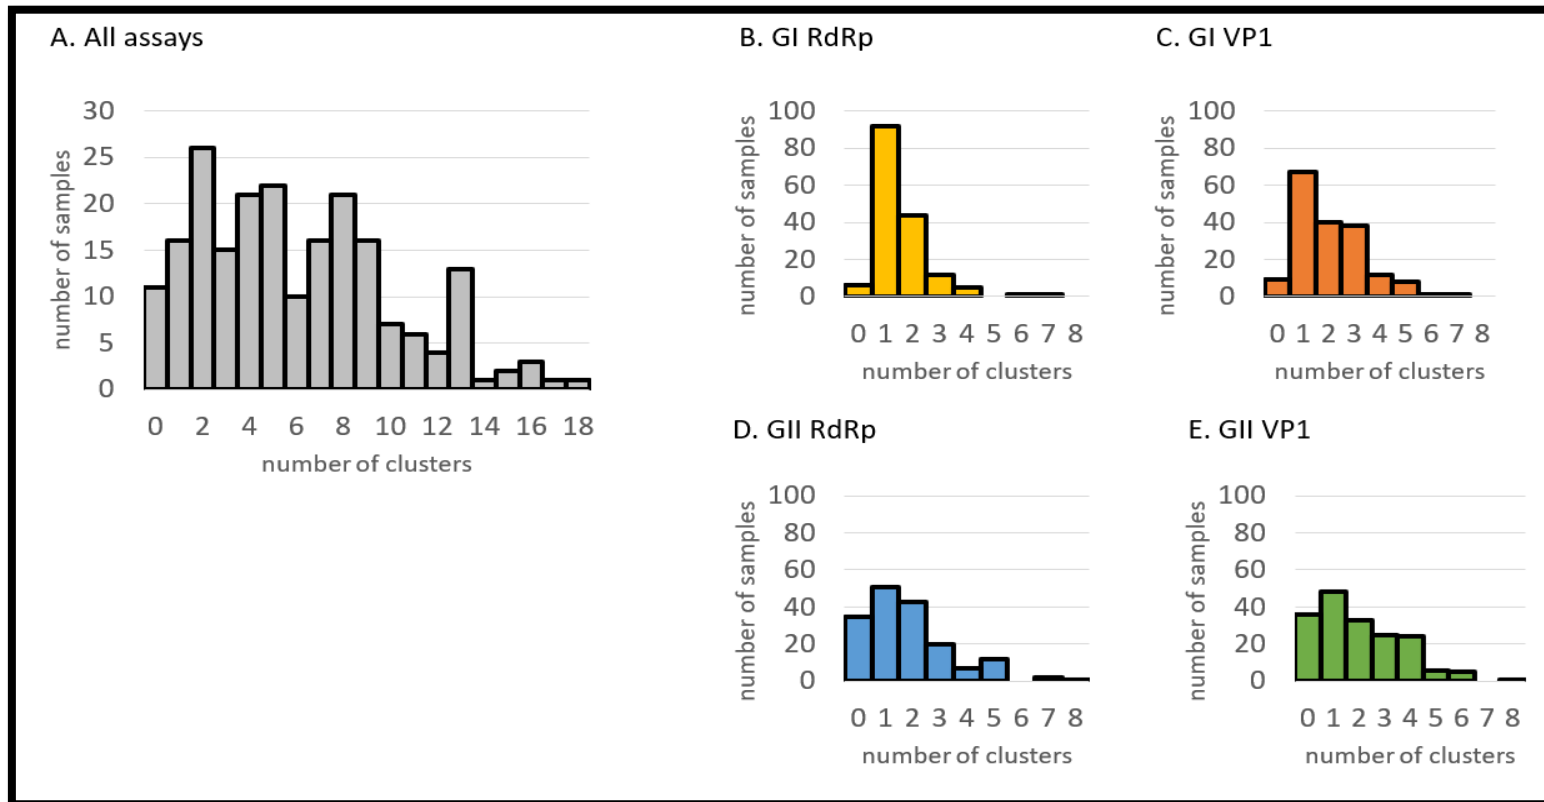 A. All assays
number of samples
30
25
20
15
10
5
0
0 2 4 6 8 10 12 14 16 18
number of clusters
B. GI RdRp
number of samples
100
80
60
40
20
0
0 1 2 3 4 5 6 7 8
number of clusters
C. GI VP1
number of samples
100
80
60
40
20
0
0 1 2 3 4 5 6 7 8
number of clusters
D. GII RdRp
number of samples
100
80
60
40
20
0
0 1 2 3 4 5 6 7 8
number of clusters
E. GII VP1
number of samples
100
80
60
40
20
0
0 1 2 3 4 5 6 7 8
number of clusters